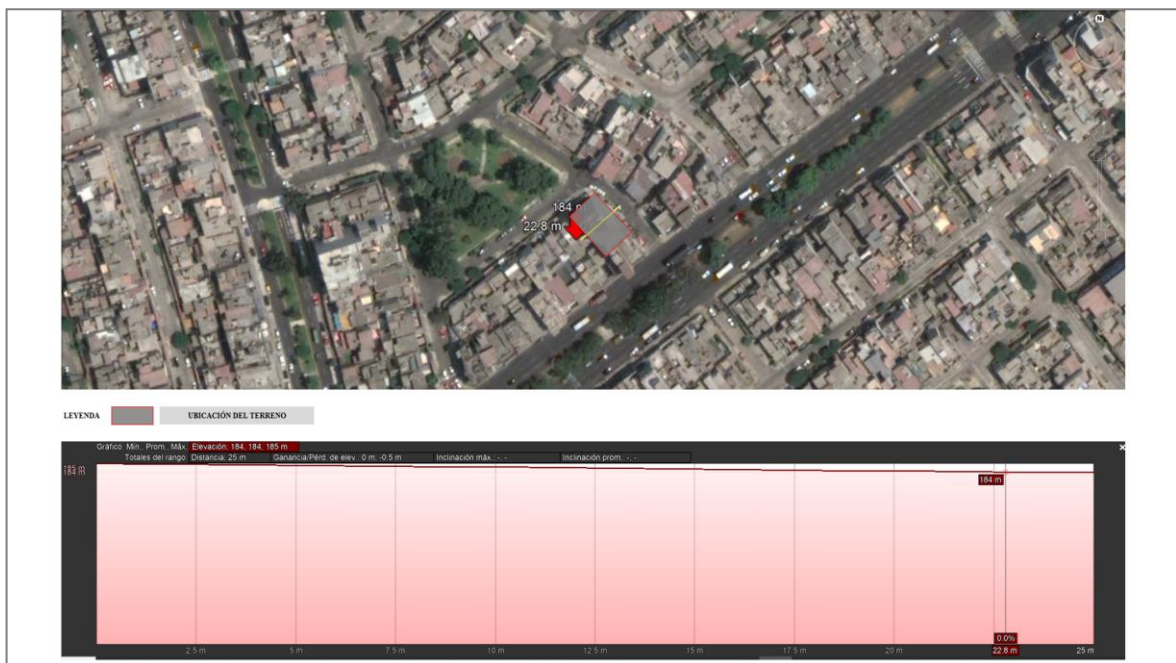 N
184 m
22.8 m
LEYENDA UBICACIÓN DEL TERRENO
Gráfico: Mín., Prom., Máx. Elevación: 184, 184, 185 m
Totales del rango: Distancia: 25 m Ganancia/Pérd. de elev.: 0 m, -0.5 m Inclinación máx.: -, - Inclinación prom.: -, -
185 m
184 m
184 m
0.0%
2.5 m 5 m 7.5 m 10 m 12.5 m 15 m 17.5 m 20 m 22.8 m 25 m